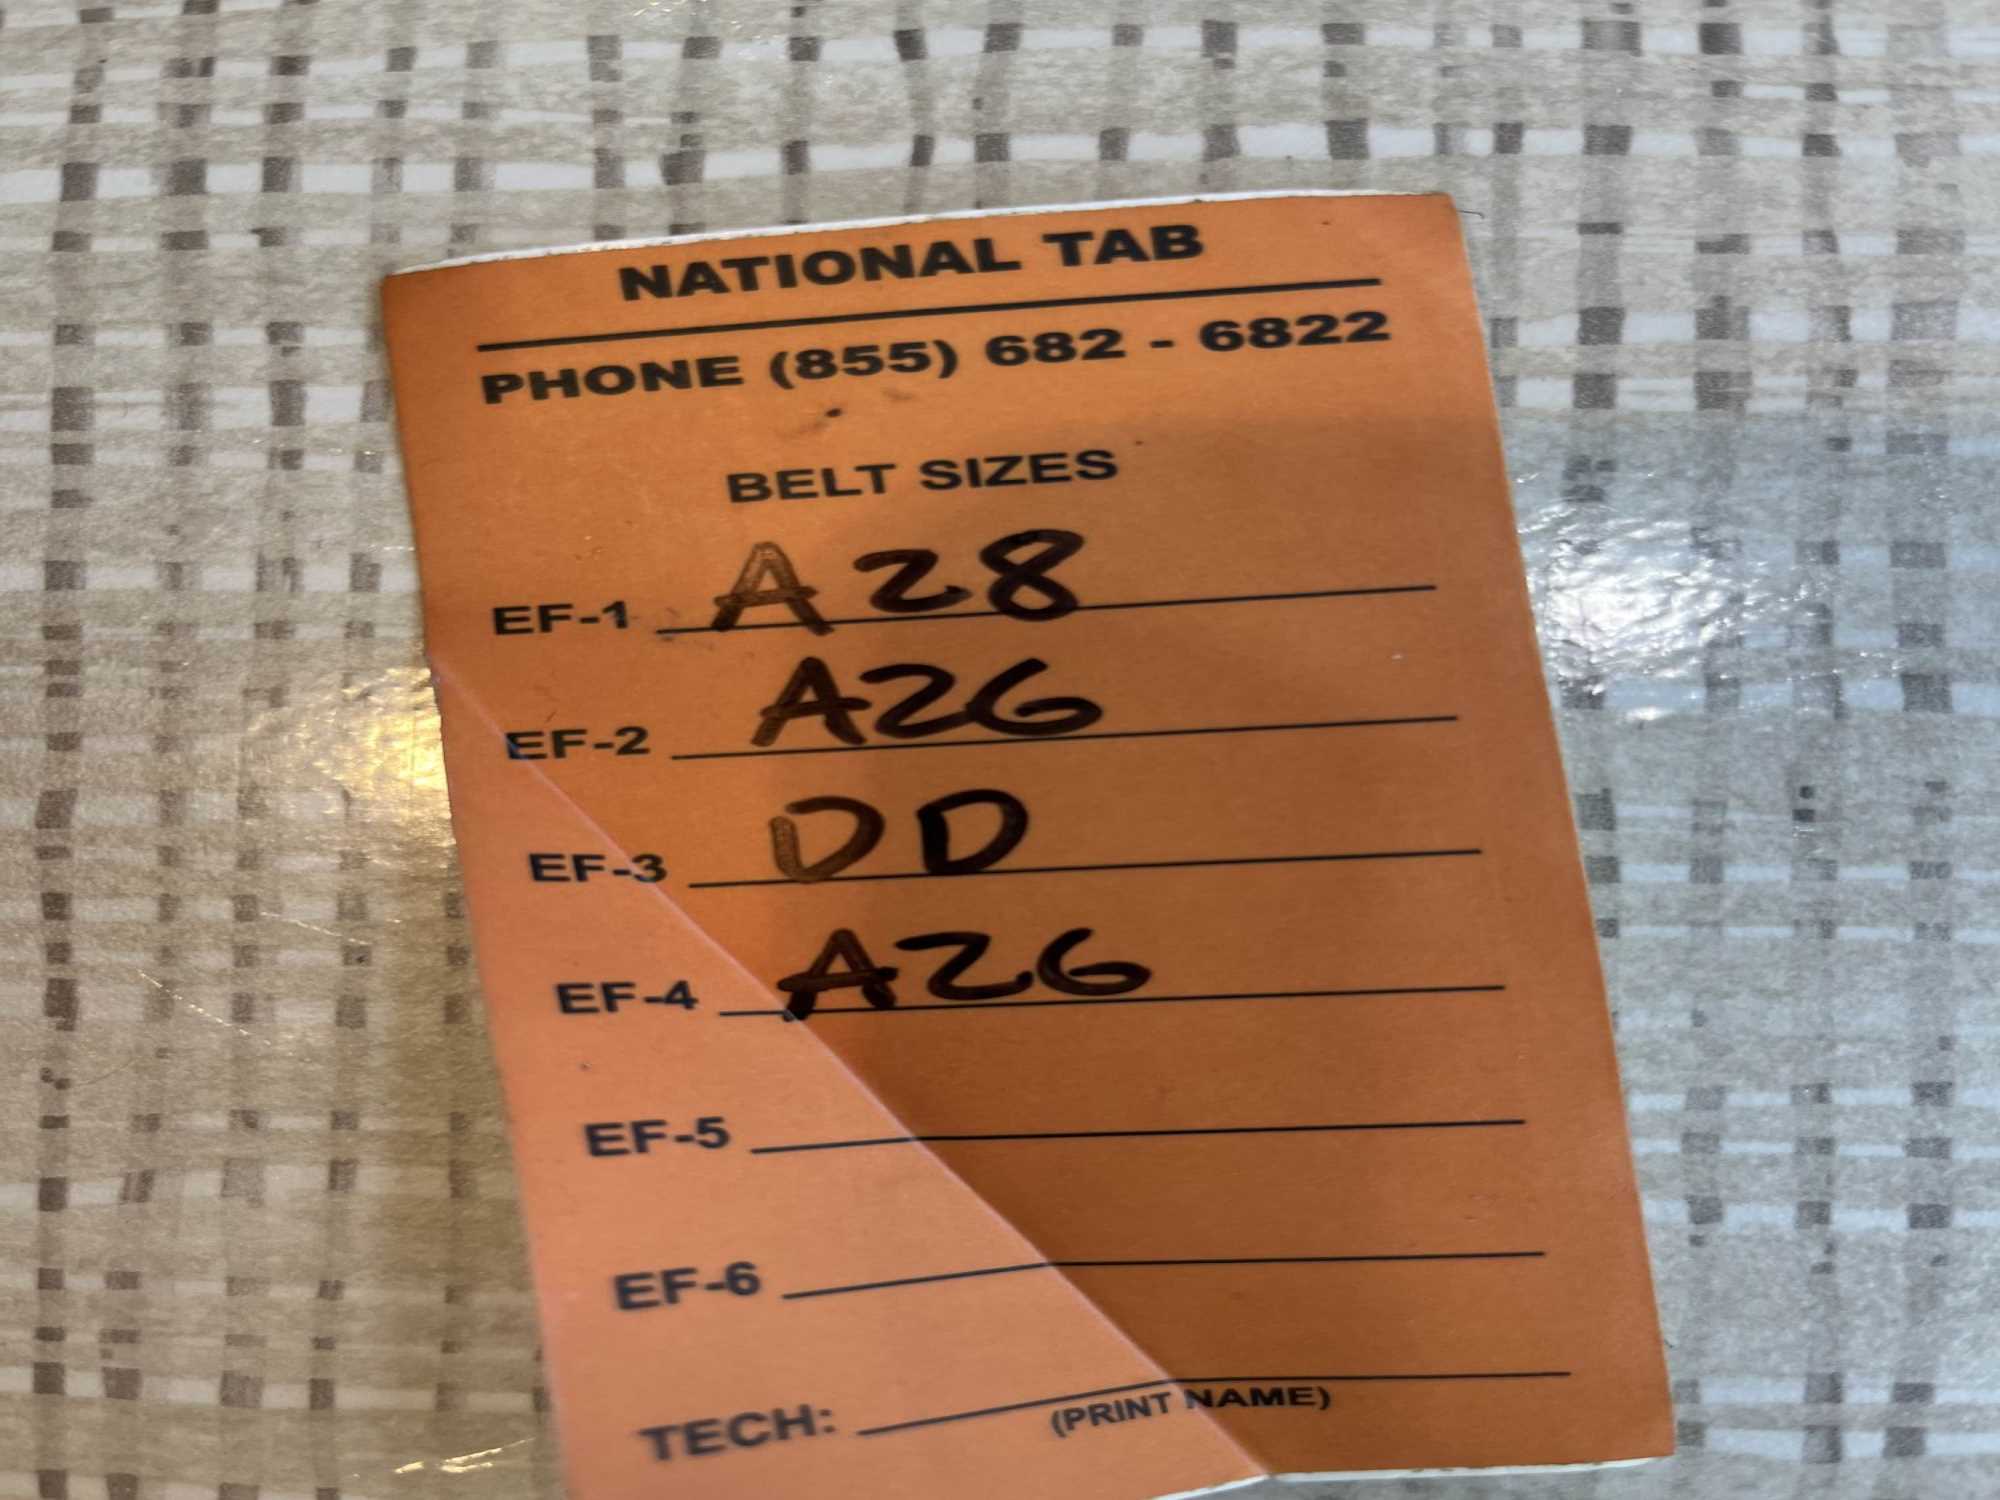 NATIONAL TAB
PHONE (855) 682 - 6822
BELT SIZES
EF-1 A28
EF-2 A26
EF-3 DD
EF-4 A26
EF-5
EF-6
TECH:
(PRINT NAME)